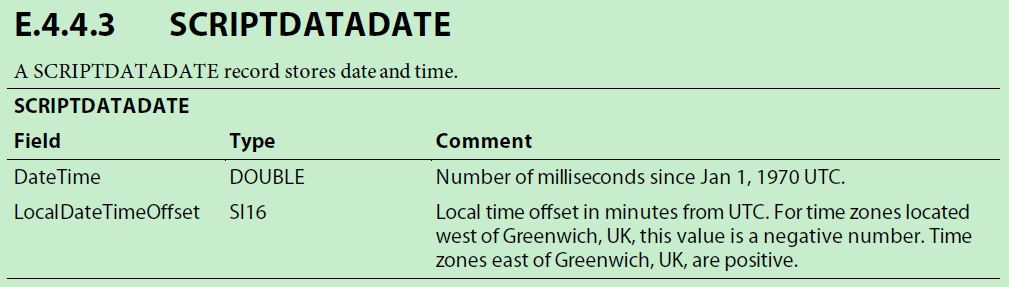 E.4.4.3 SCRIPTDATADATE
A SCRIPTDATADATE record stores date and time.
SCRIPTDATADATE
Field Type Comment
DateTime DOUBLE Number of milliseconds since Jan 1, 1970 UTC.
LocalDateTimeOffset SI16 Local time offset in minutes from UTC. For time zones located
west of Greenwich, UK, this value is a negative number. Time
zones east of Greenwich, UK, are positive.